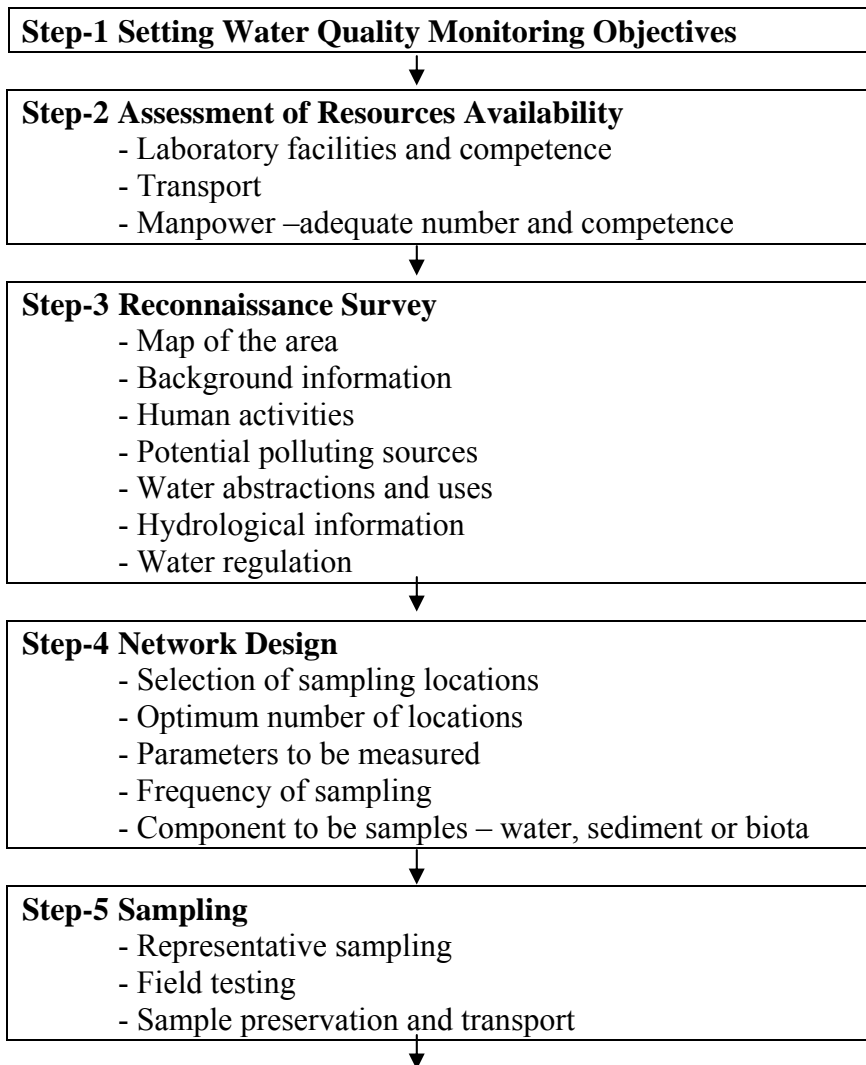 Step-1 Setting Water Quality Monitoring Objectives
Step-2 Assessment of Resources Availability
- Laboratory facilities and competence
- Transport
- Manpower –adequate number and competence
Step-3 Reconnaissance Survey
- Map of the area
- Background information
- Human activities
- Potential polluting sources
- Water abstractions and uses
- Hydrological information
- Water regulation
Step-4 Network Design
- Selection of sampling locations
- Optimum number of locations
- Parameters to be measured
- Frequency of sampling
- Component to be samples – water, sediment or biota
Step-5 Sampling
- Representative sampling
- Field testing
- Sample preservation and transport